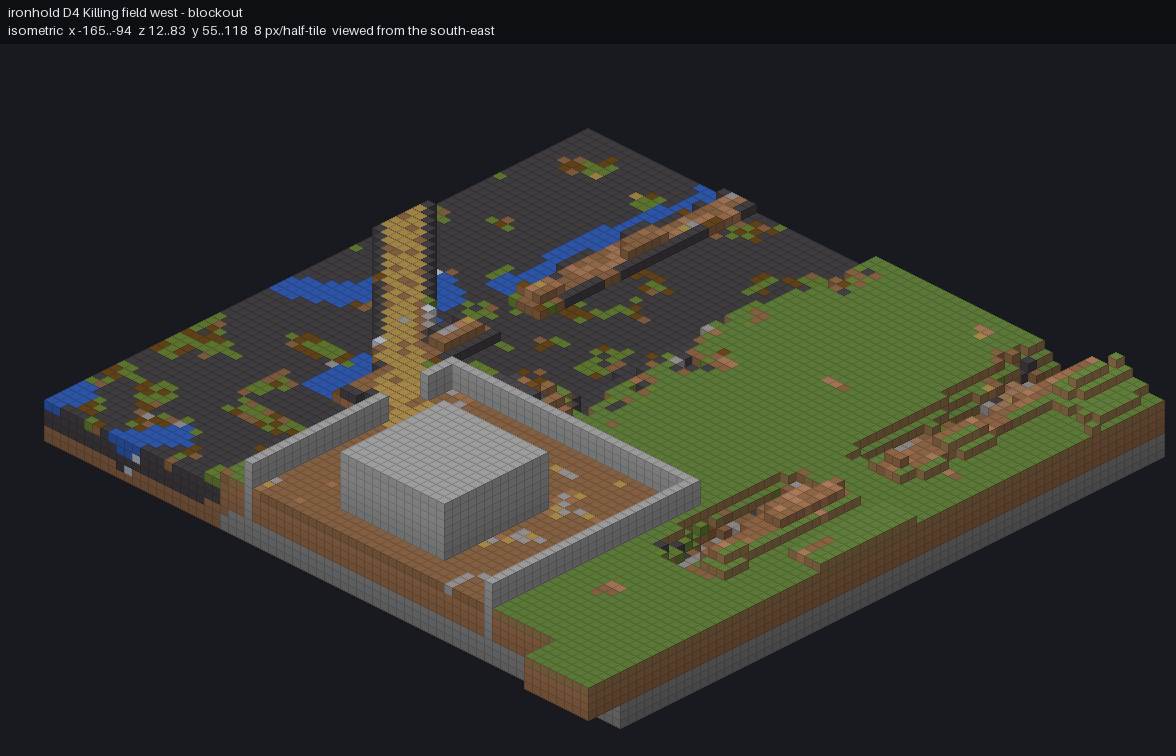 ironhold D4 Killing field west - blockout
isometric x -165..-94 z 12..83 y 55..118 8 px/half-tile viewed from the south-east